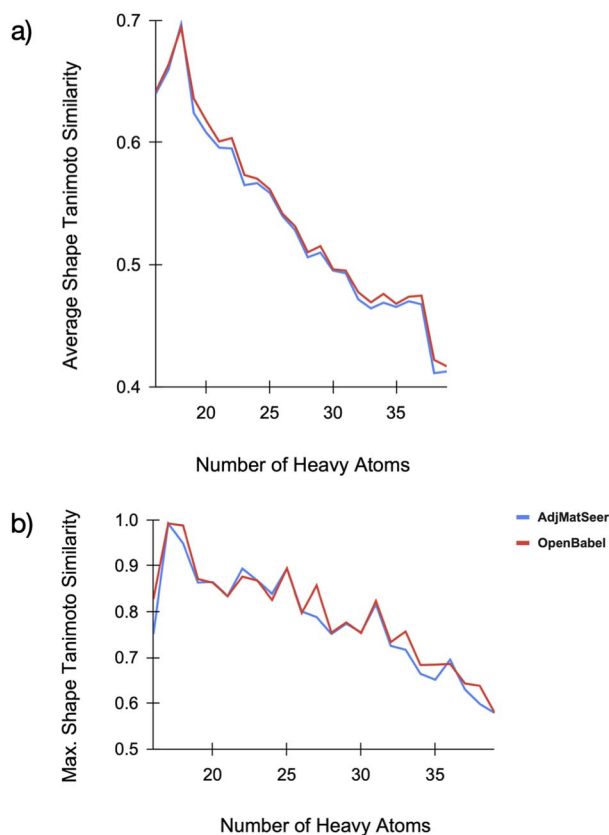 a)
Average Shape Tanimoto Similarity
0.7
0.6
0.5
0.4
20 25 30 35
Number of Heavy Atoms
b)
Max. Shape Tanimoto Similarity
1.0
0.9
0.8
0.7
0.6
0.5
20 25 30 35
Number of Heavy Atoms
AdjMatSeer
OpenBabel